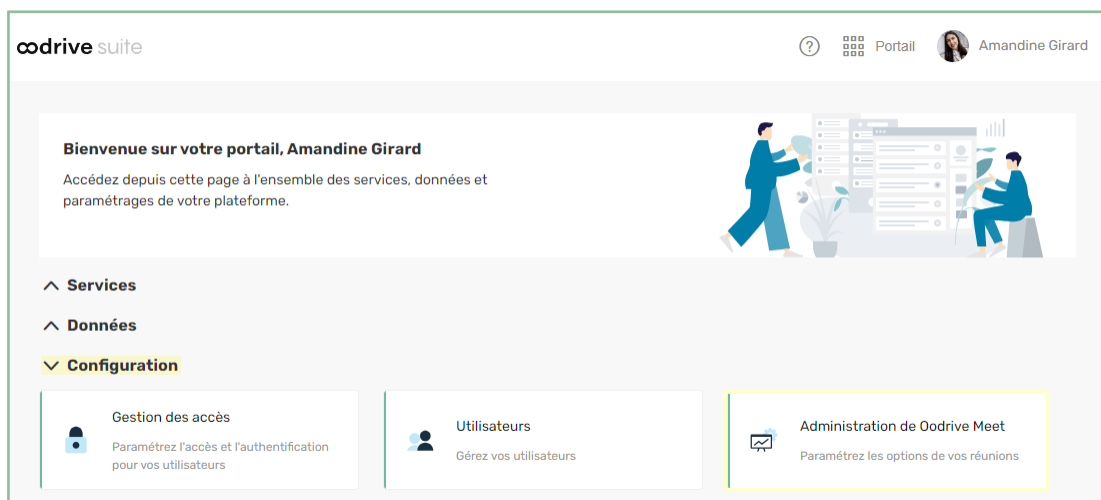 oodrive suite
Portail
Amandine Girard
Bienvenue sur votre portail, Amandine Girard
Accédez depuis cette page à l'ensemble des services, données et
paramétrages de votre plateforme.
Services
Données
Configuration
Gestion des accès
Paramétrez l'accès et l'authentification
pour vos utilisateurs
Utilisateurs
Gérez vos utilisateurs
Administration de Oodrive Meet
Paramétrez les options de vos réunions